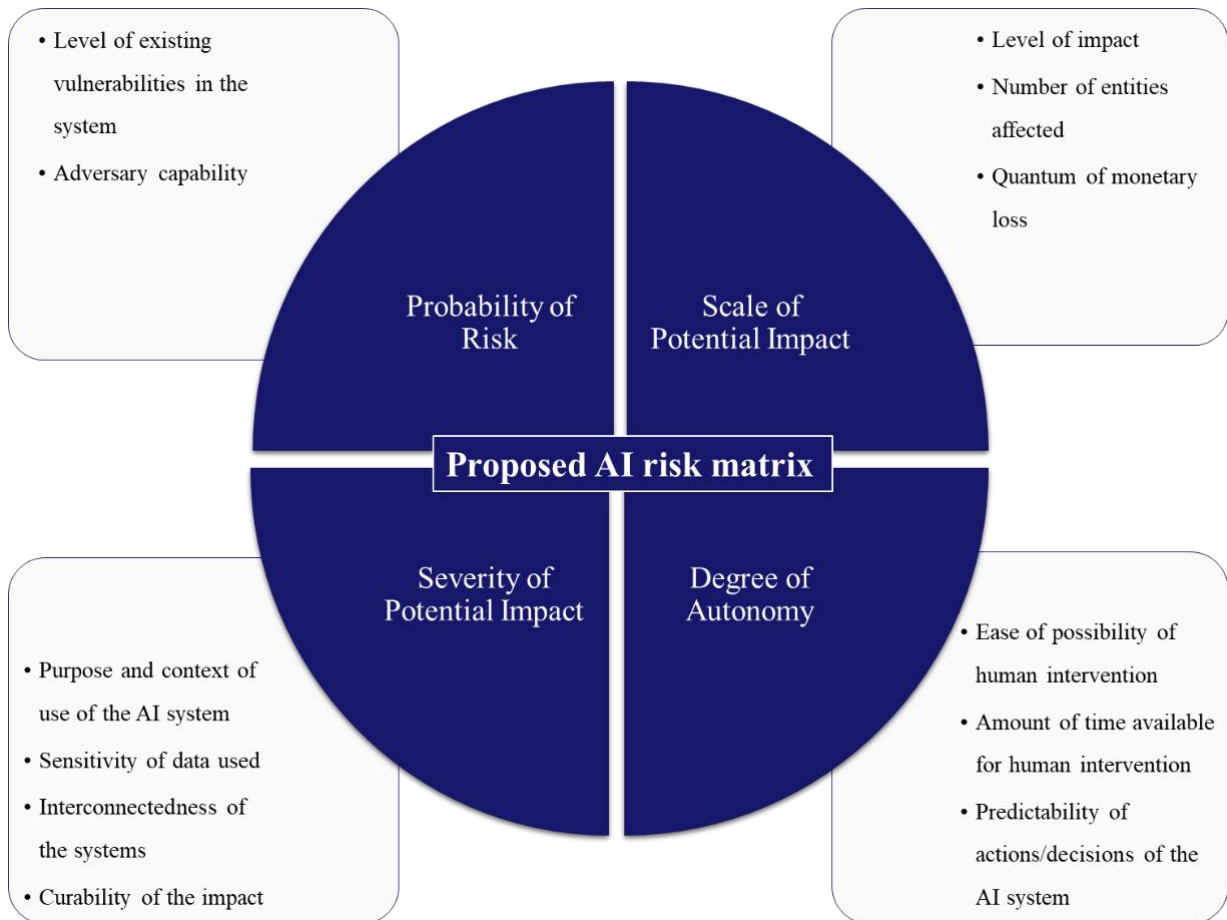 • Level of existing
vulnerabilities in the
system
• Adversary capability
• Level of impact
• Number of entities
affected
• Quantum of monetary
loss
Probability of
Risk
Scale of
Potential Impact
Proposed AI risk matrix
Severity of
Potential Impact
Degree of
Autonomy
• Purpose and context of
use of the AI system
• Sensitivity of data used
• Interconnectedness of
the systems
• Curability of the impact
• Ease of possibility of
human intervention
• Amount of time available
for human intervention
• Predictability of
actions/decisions of the
AI system